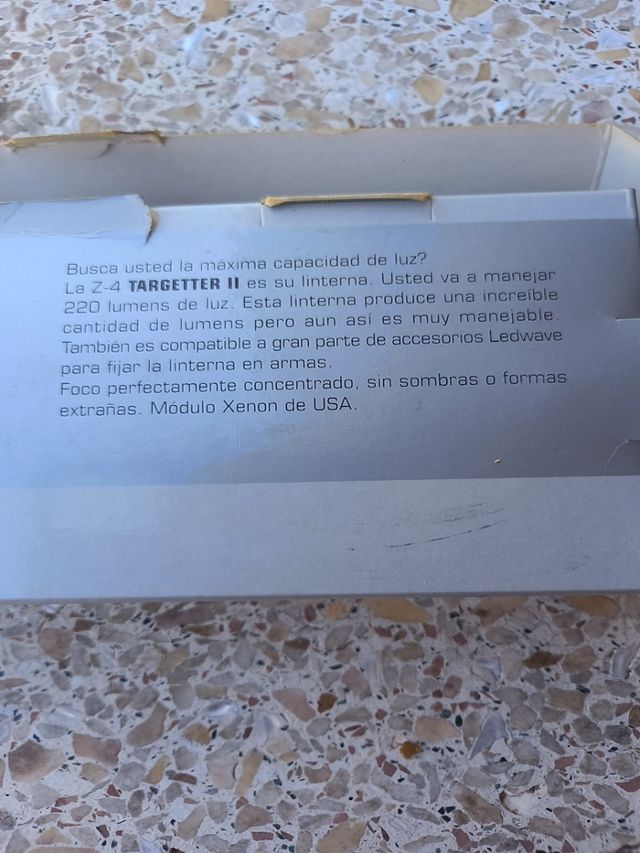 Busca usted la máxima capacidad de luz?
La Z-4 TARGETTER II es su linterna. Usted va a manejar
220 lumens de luz. Esta linterna produce una increíble
cantidad de lumens pero aun así es muy manejable.
También es compatible a gran parte de accesorios Ledwave
para fijar la linterna en armas.
Foco perfectamente concentrado, sin sombras o formas
extrañas. Módulo Xenon de USA.